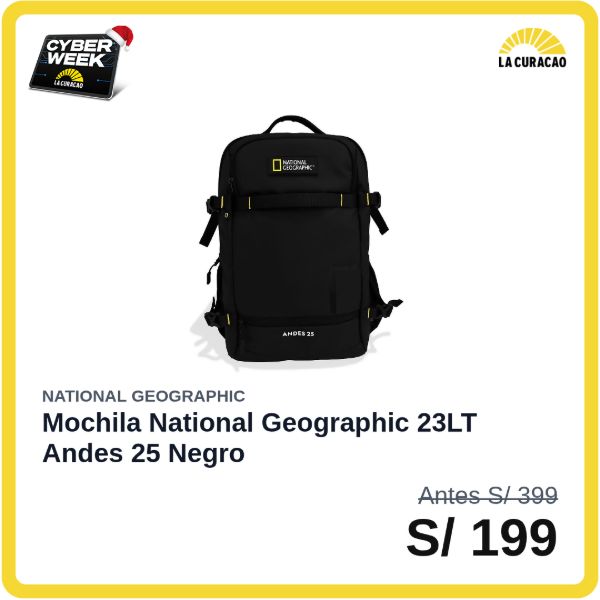 CYBER
WEEK
LA CURACAO
LA CURACAO
NATIONAL
GEOGRAPHIC
ANDES 25
NATIONAL GEOGRAPHIC
Mochila National Geographic 23LT
Andes 25 Negro
Antes S/ 399
S/ 199